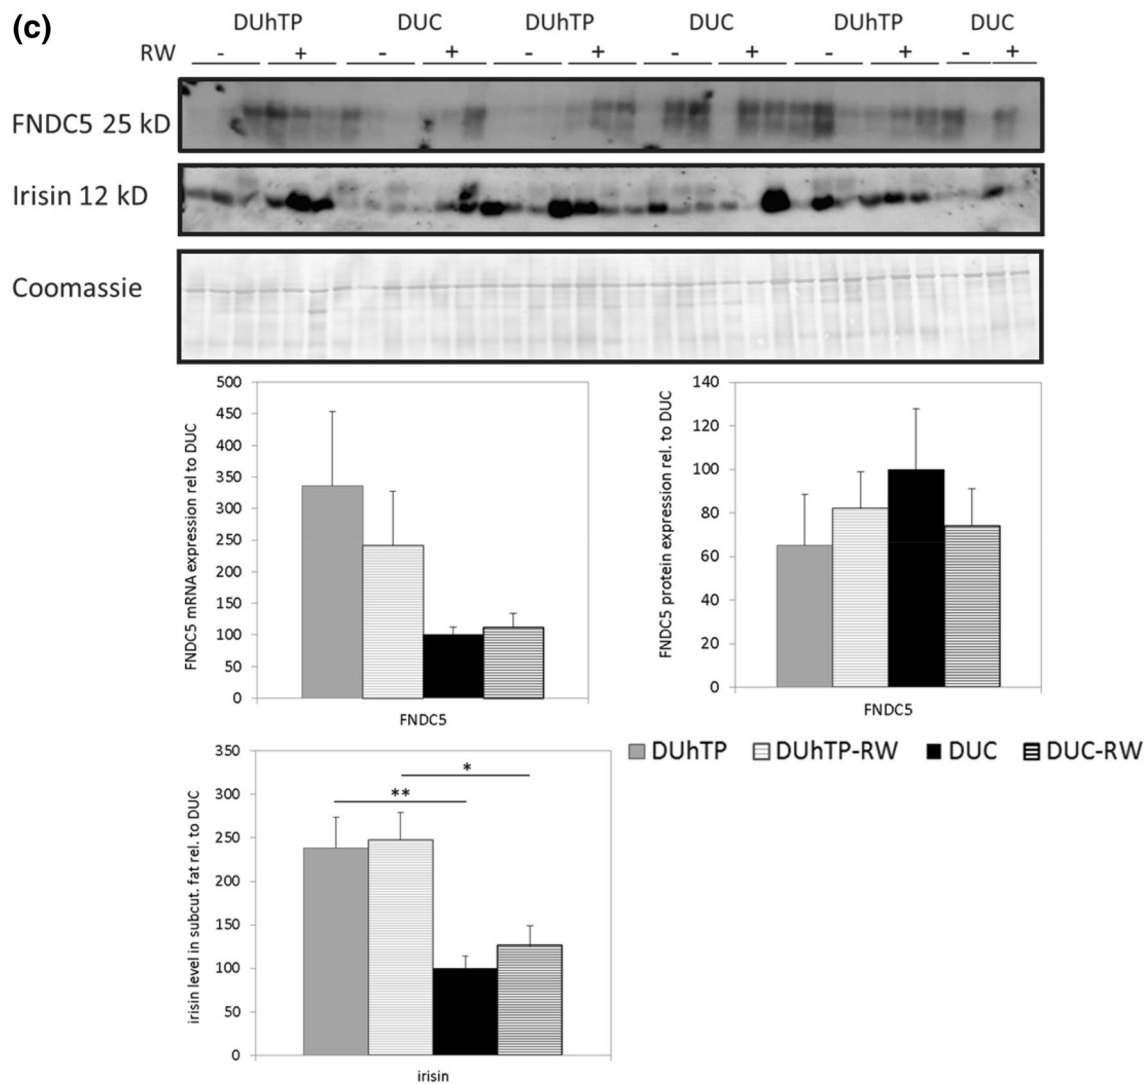 (c)
DUhTP DUC DUhTP DUC DUhTP DUC
RW - + - + - + - + - + - +
FNDC5 25 kD
Irisin 12 kD
Coomassie
FNDC5 mRNA expression rel to DUC
500
450
400
350
300
250
200
150
100
50
0
FNDC5
FNDC5 protein expression rel. to DUC
140
120
100
80
60
40
20
0
FNDC5
DUhTP DUhTP-RW DUC DUC-RW
irisin level in subcut. fat rel. to DUC
350
300
250
200
150
100
50
0
*
**
irisin